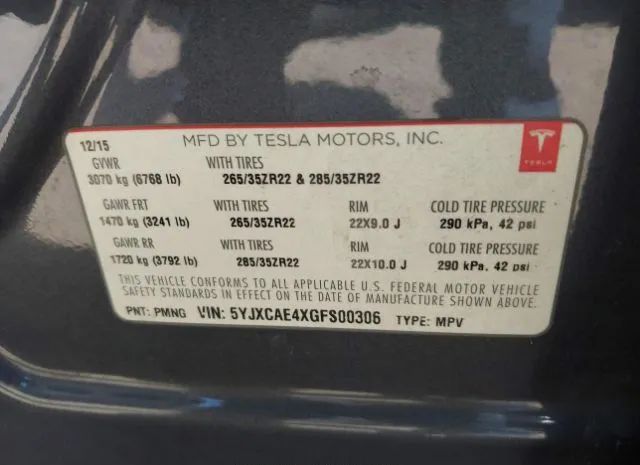 12/15 MFD BY TESLA MOTORS, INC.
TESLA
GVWR WITH TIRES
3070 kg (6768 lb) 265/35ZR22 & 285/35ZR22
GAWR FRT WITH TIRES RIM COLD TIRE PRESSURE
1470 kg (3241 lb) 265/35ZR22 22X9.0 J 290 kPa, 42 psi
GAWR RR WITH TIRES RIM COLD TIRE PRESSURE
1720 kg (3792 lb) 285/35ZR22 22X10.0 J 290 kPa, 42 psi
THIS VEHICLE CONFORMS TO ALL APPLICABLE U.S. FEDERAL MOTOR VEHICLE
SAFETY STANDARDS IN EFFECT ON THE DATE OF MANUFACTURE SHOWN ABOVE.
PNT: PMNG VIN: 5YJXCAE4XGFS00306 TYPE: MPV